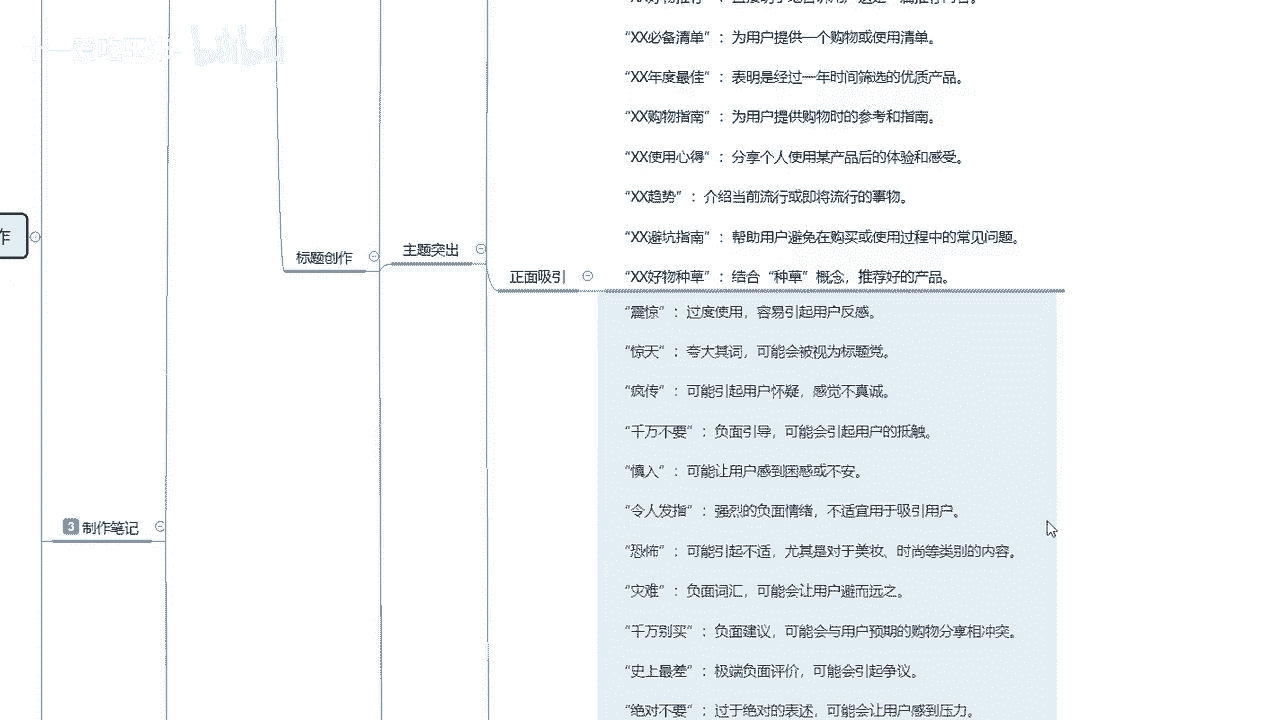 “XX必备清单”：为用户提供一个购物或使用清单。
“XX年度最佳”：表明是经过一年时间筛选的优质产品。
“XX购物指南”：为用户提供购物时的参考和指南。
“XX使用心得”：分享个人使用某产品后的体验和感受。
“XX趋势”：介绍当前流行或即将流行的事物。
作
“XX避坑指南”：帮助用户避免在购买或使用过程中的常见问题。
标题创作
主题突出
正面吸引
“XX好物种草”：结合“种草”概念，推荐好的产品。
“震惊”：过度使用，容易引起用户反感。
“惊天”：夸大其词，可能会被视为标题党。
“疯传”：可能引起用户怀疑，感觉不真诚。
“千万不要”：负面引导，可能会引起用户的抵触。
“慎入”：可能让用户感到困惑或不安。
“令人发指”：强烈的负面情绪，不适宜用于吸引用户。
3 制作笔记
“恐怖”：可能引起不适，尤其是对于美妆、时尚等类别的内容。
“灾难”：负面词汇，可能会让用户避而远之。
“千万别买”：负面建议，可能会与用户预期的购物分享相冲突。
“史上最差”：极端负面评价，可能会引起争议。
“绝对不要”：过于绝对的表述，可能会让用户感到压力。
bilibili